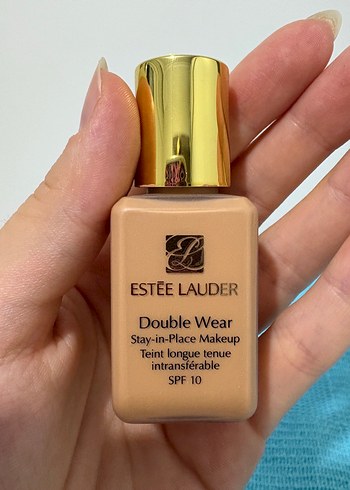 ESTĒE LAUDER
Double Wear
Stay-in-Place Makeup
Teint longue tenue
intransférable
SPF 10